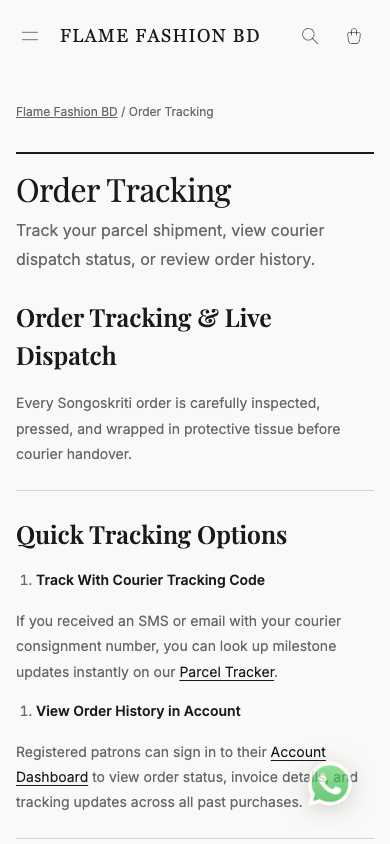 FLAME FASHION BD
Flame Fashion BD / Order Tracking
Order Tracking
Track your parcel shipment, view courier
dispatch status, or review order history.
Order Tracking & Live
Dispatch
Every Songoskriti order is carefully inspected,
pressed, and wrapped in protective tissue before
courier handover.
Quick Tracking Options
1. Track With Courier Tracking Code
If you received an SMS or email with your courier
consignment number, you can look up milestone
updates instantly on our Parcel Tracker.
1. View Order History in Account
Registered patrons can sign in to their Account
Dashboard to view order status, invoice details, and
tracking updates across all past purchases.